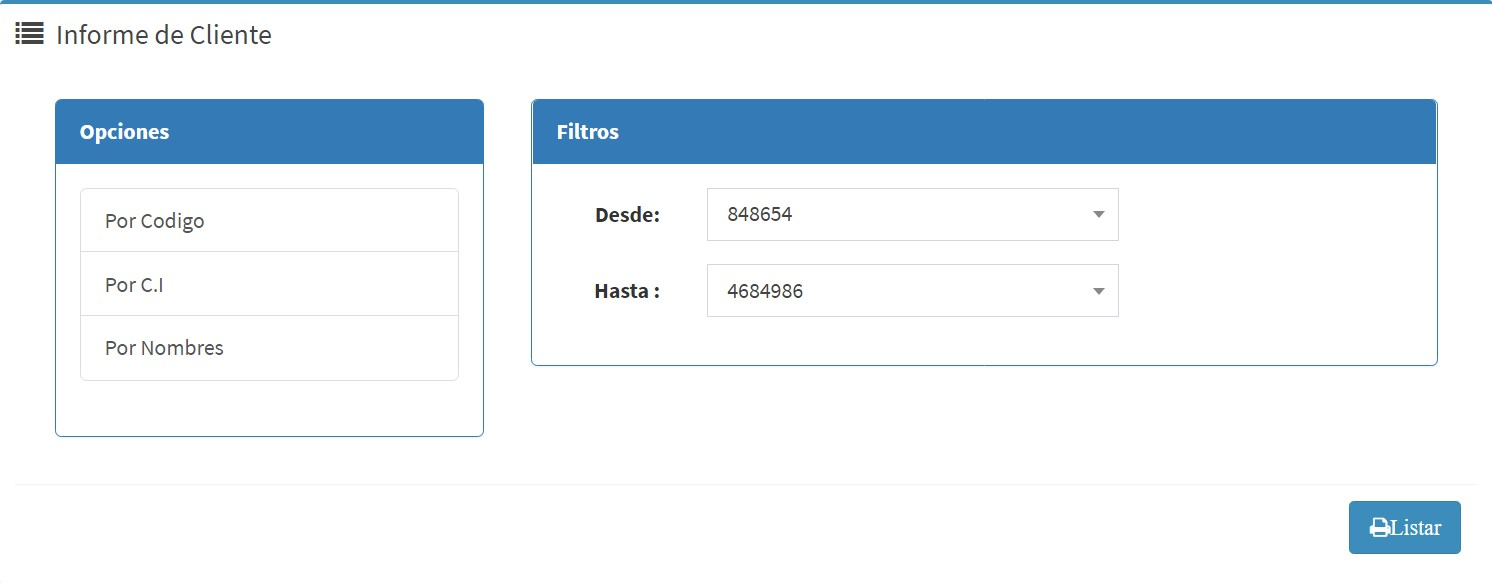 Informe de Cliente
Opciones
Por Codigo
Por C.I
Por Nombres
Filtros
Desde: 848654
Hasta : 4684986
Listar